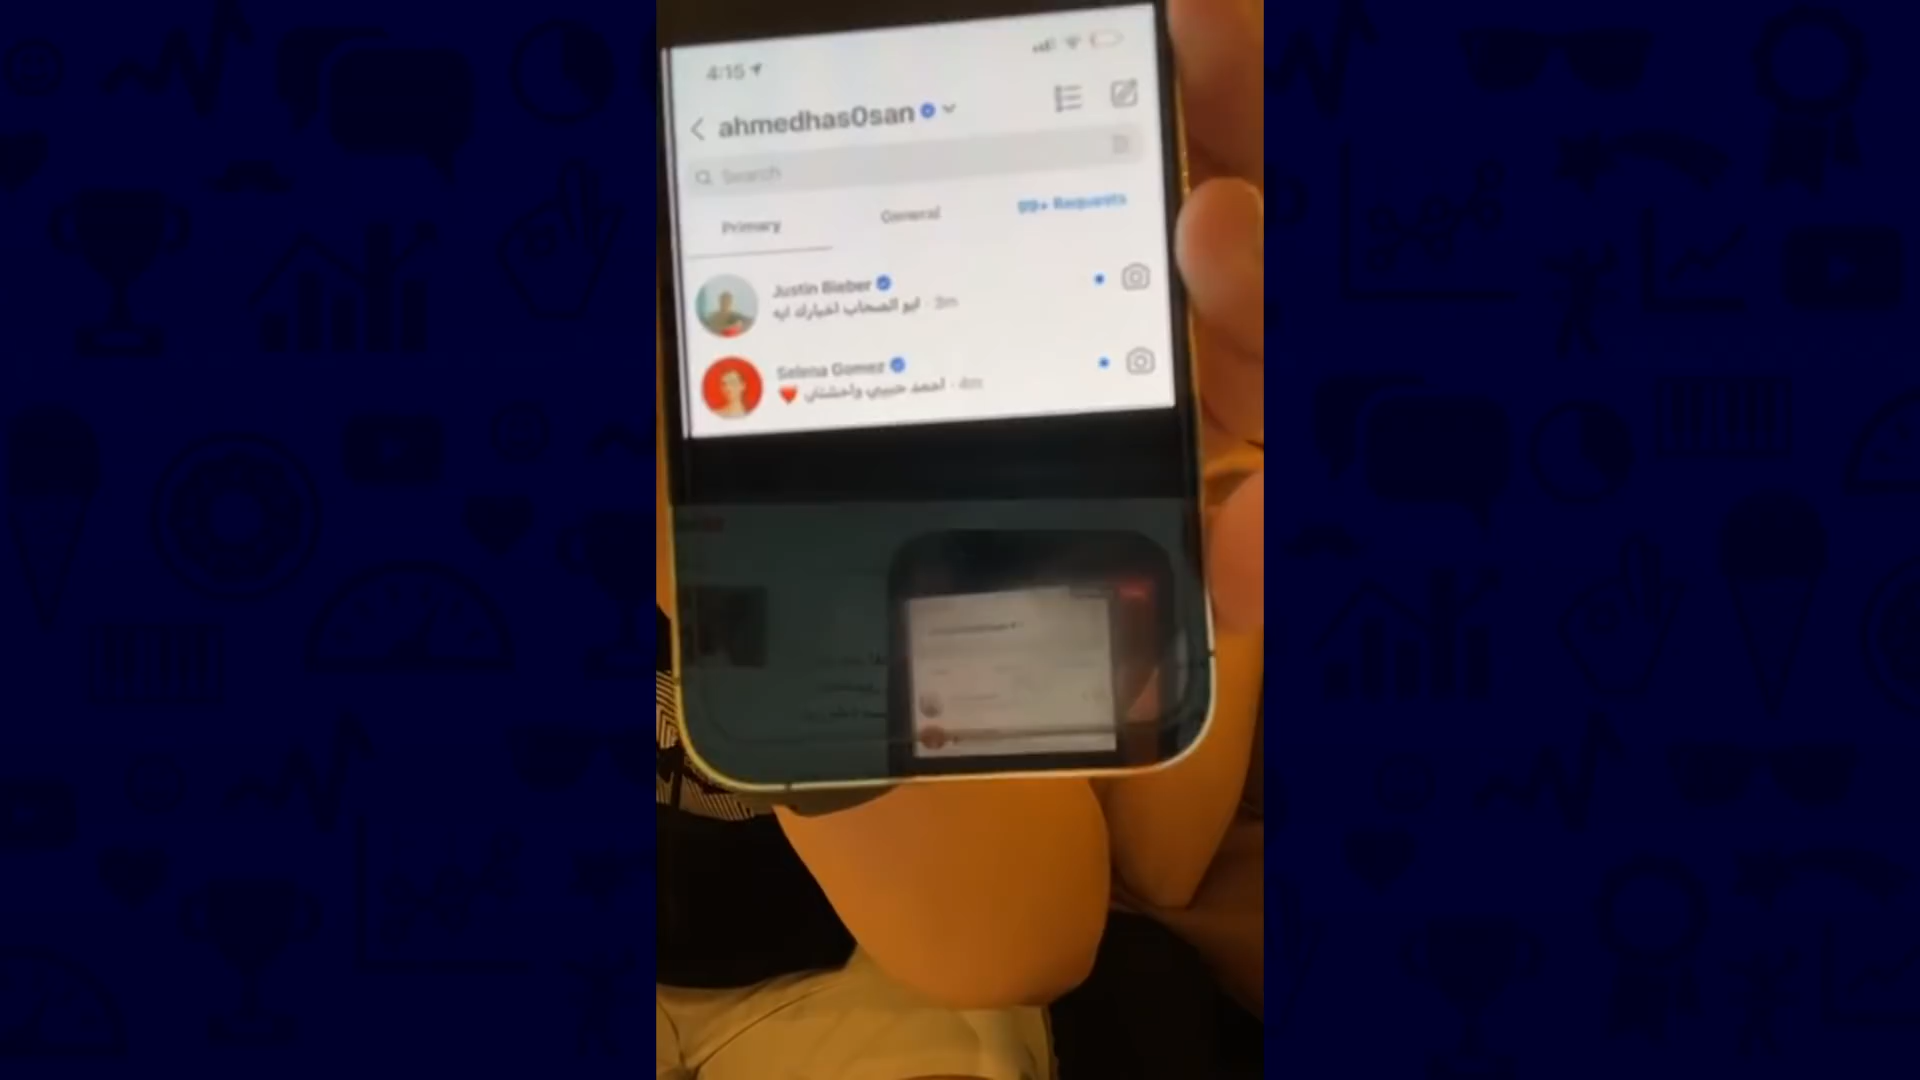 4:15
ahmedhas0san
Search
Primary General 99+ Requests
Justin Bieber
ابو الصحاب اخبارك ايه · 3m
Selena Gomez
احمد حبيبي واحشتني ❤️ · 4m